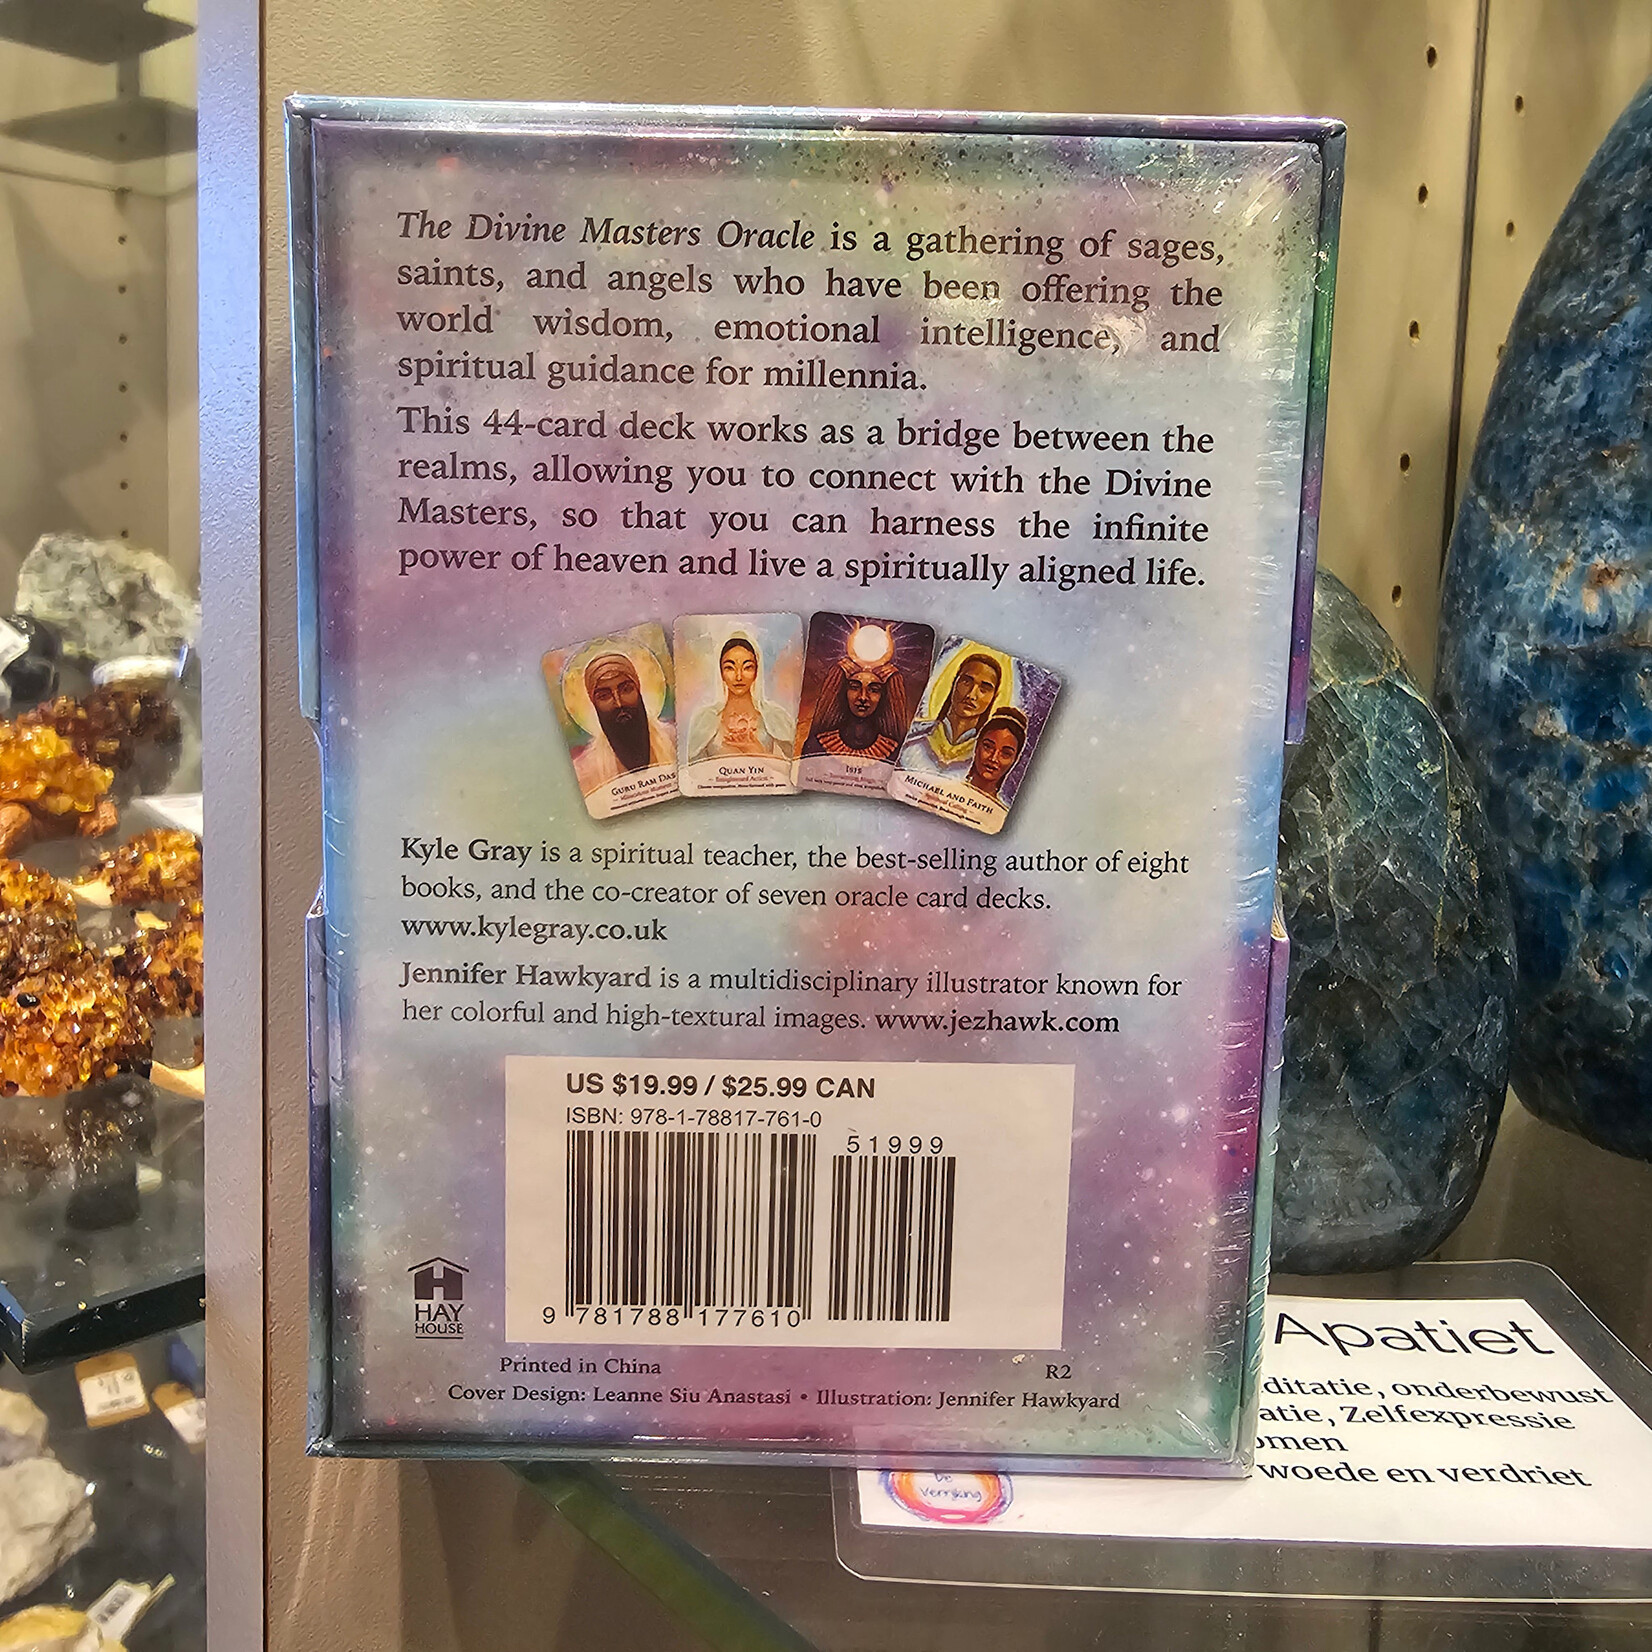 The Divine Masters Oracle is a gathering of sages,
saints, and angels who have been offering the
world wisdom, emotional intelligence, and
spiritual guidance for millennia.
This 44-card deck works as a bridge between the
realms, allowing you to connect with the Divine
Masters, so that you can harness the infinite
power of heaven and live a spiritually aligned life.
GURU RAM DAS
QUAN YIN
Enlightened Action
ISIS
MICHAEL AND FAITH
Kyle Gray is a spiritual teacher, the best-selling author of eight
books, and the co-creator of seven oracle card decks.
www.kylegray.co.uk
Jennifer Hawkyard is a multidisciplinary illustrator known for
her colorful and high-textural images. www.jezhawk.com
US $19.99 / $25.99 CAN
ISBN: 978-1-78817-761-0
51999
9 781788 177610
HAY
HOUSE
Printed in China
R2
Cover Design: Leanne Siu Anastasi • Illustration: Jennifer Hawkyard
Apatiet
ditatie, onderbewust
atie, Zelfexpressie
omen
woede en verdriet
De
Verrijking